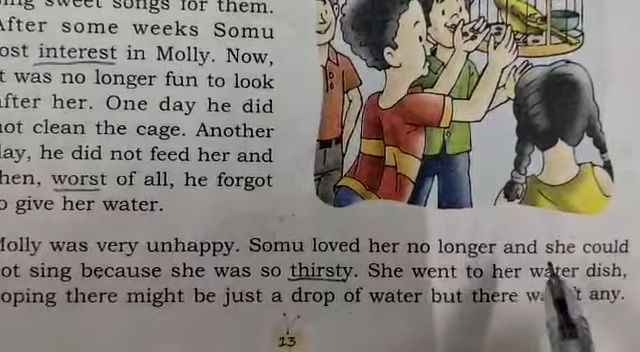 sweet songs for them.
After some weeks Somu
lost interest in Molly. Now,
it was no longer fun to look
after her. One day he did
not clean the cage. Another
day, he did not feed her and
then, worst of all, he forgot
to give her water.
Molly was very unhappy. Somu loved her no longer and she could
not sing because she was so thirsty. She went to her water dish,
hoping there might be just a drop of water but there any.
13